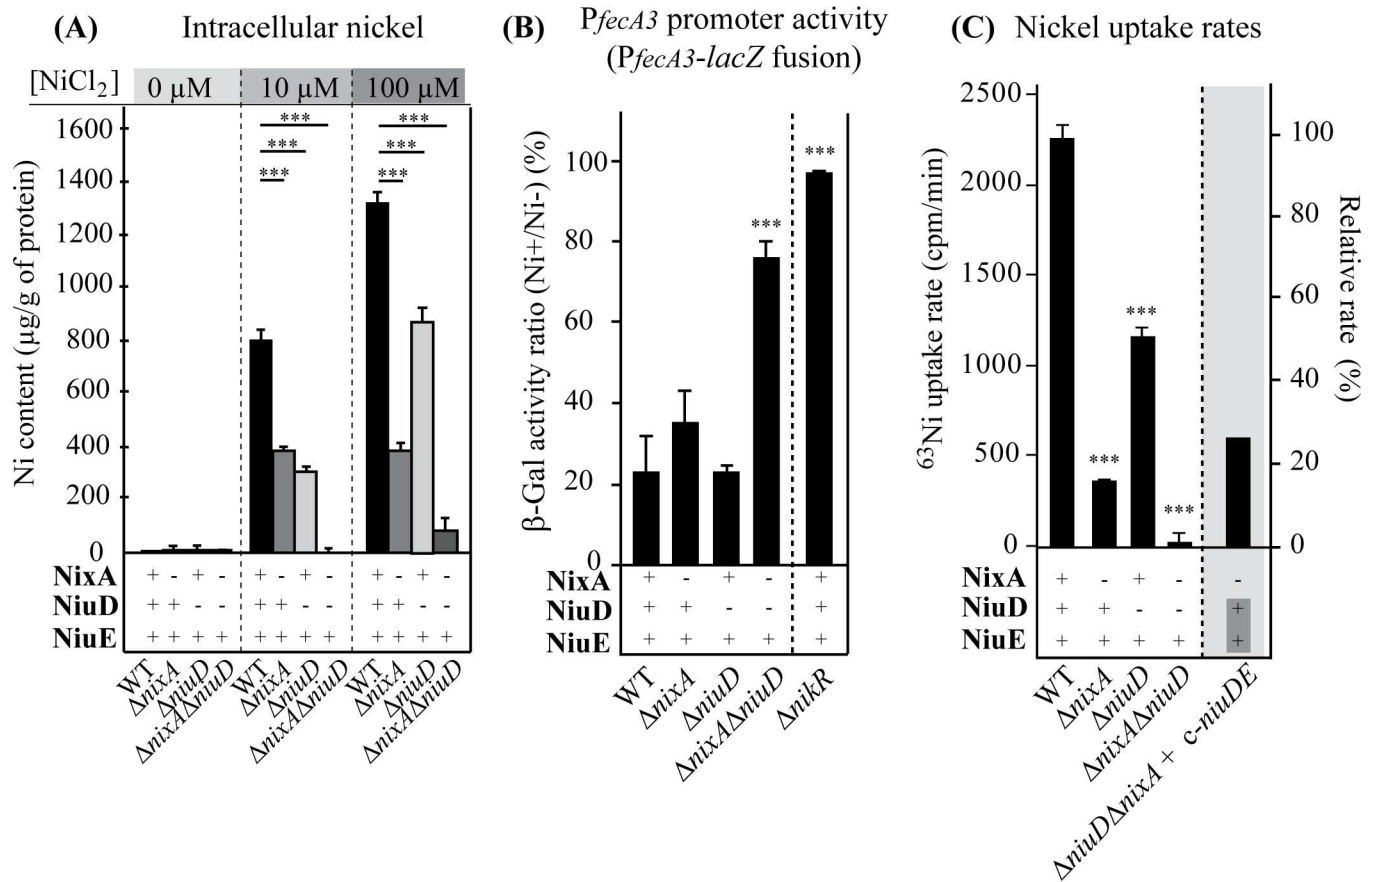 (A) Intracellular nickel
[NiCl2] 0 µM 10 µM 100 µM
Ni content (µg/g of protein)
1600
1400
1200
1000
800
600
400
200
0
*** *** ***
*** *** ***
NixA + - + - + - + - + - + -
NiuD + + - - + + - - + + - -
NiuE + + + + + + + + + + + +
WT ΔnixA ΔniuD ΔnixAΔniuD WT ΔnixA ΔniuD ΔnixAΔniuD WT ΔnixA ΔniuD ΔnixAΔniuD
(B) PfecA3 promoter activity
(PfecA3-lacZ fusion)
β-Gal activity ratio (Ni+/Ni-) (%)
100
80
60
40
20
0
*** ***
NixA + - + - +
NiuD + + - - +
NiuE + + + + +
WT ΔnixA ΔniuD ΔnixAΔniuD ΔnikR
(C) Nickel uptake rates
63Ni uptake rate (cpm/min)
2500
2000
1500
1000
500
0
*** *** ***
100
80
60
40
20
0
Relative rate (%)
NixA + - + - -
NiuD + + - - +
NiuE + + + + +
WT ΔnixA ΔniuD ΔnixAΔniuD ΔniuDΔnixA + c-niuDE